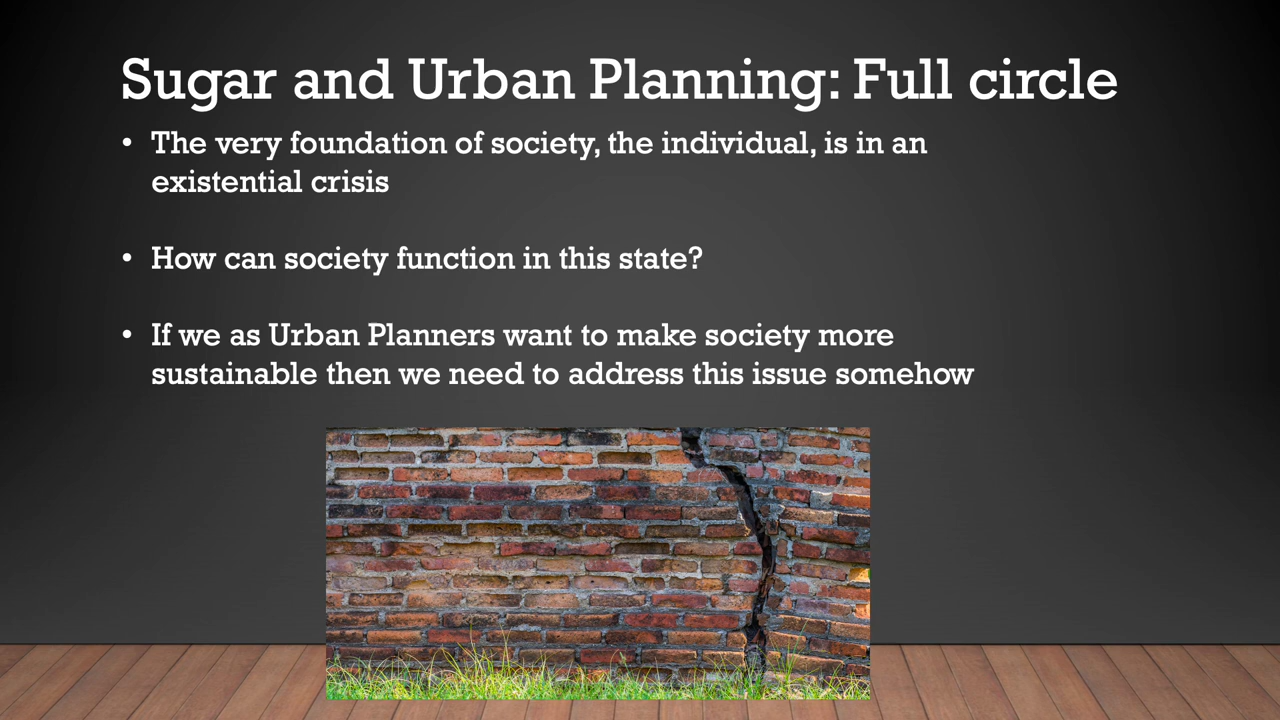 Sugar and Urban Planning: Full circle
• The very foundation of society, the individual, is in an
existential crisis
• How can society function in this state?
• If we as Urban Planners want to make society more
sustainable then we need to address this issue somehow